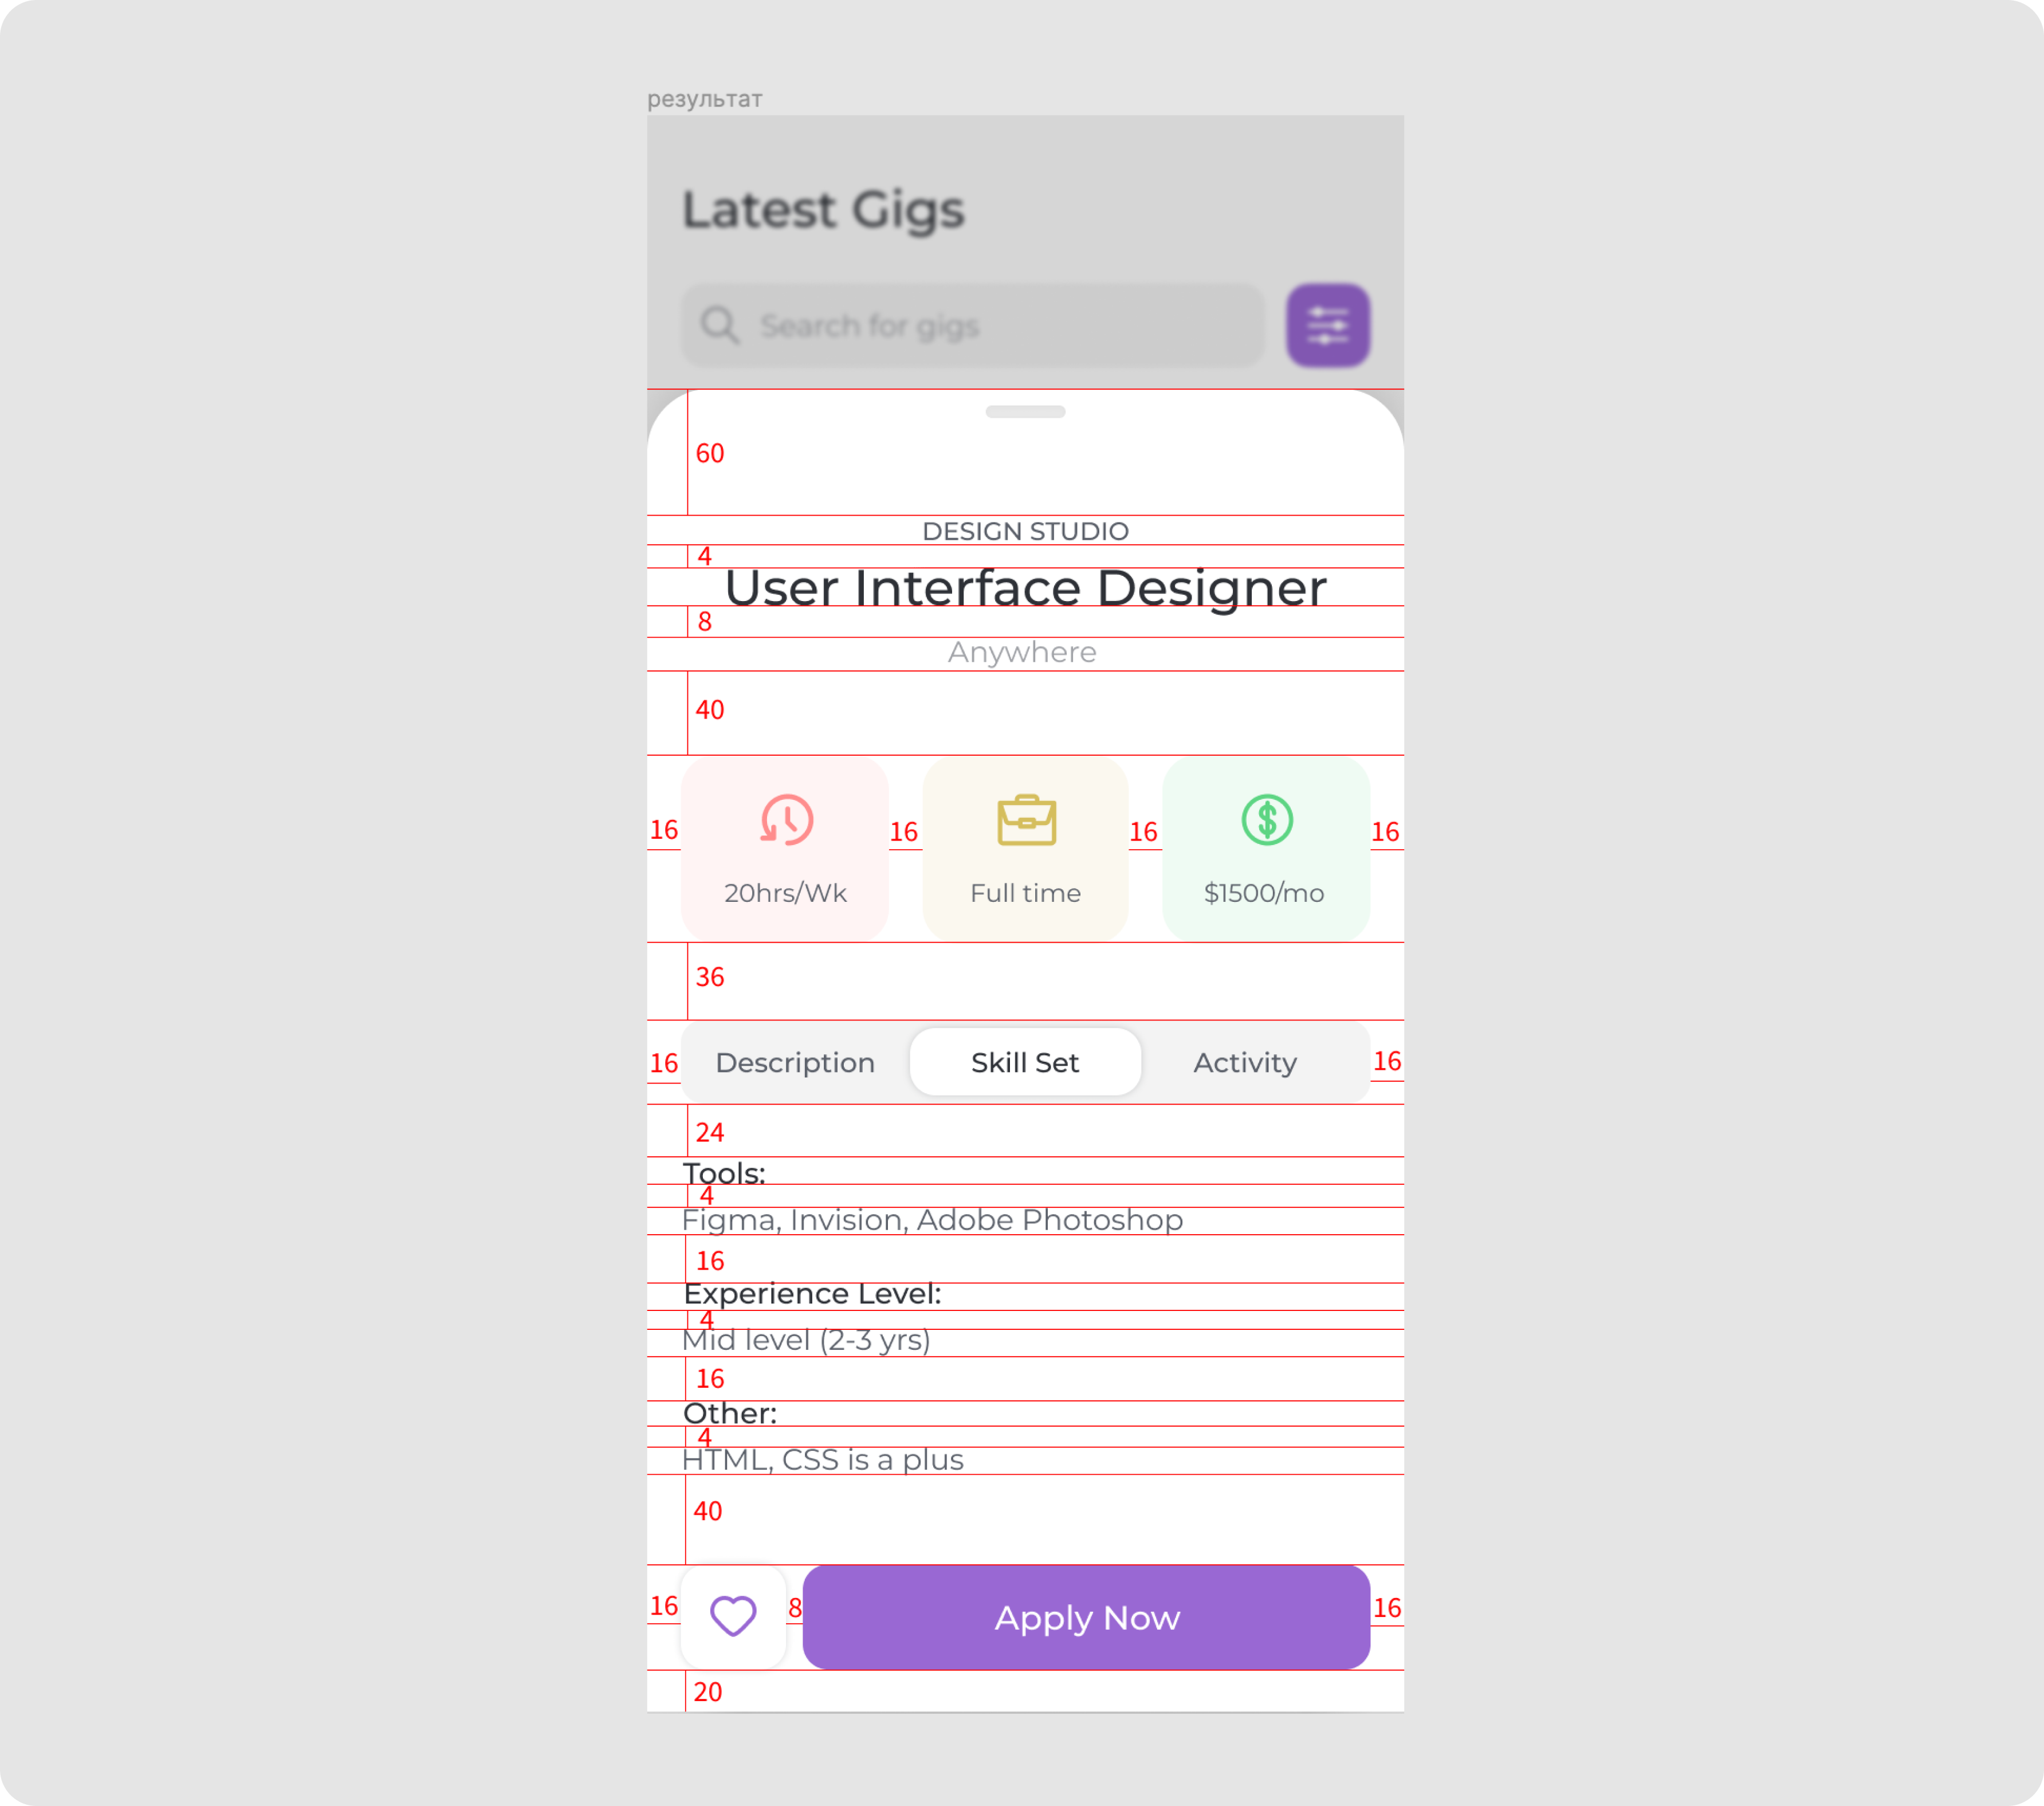 результат
Latest Gigs
Search for gigs
60
DESIGN STUDIO
4
User Interface Designer
8
Anywhere
40
16 16 16 16
20hrs/Wk Full time $1500/mo
36
16 Description Skill Set Activity 16
24
Tools:
4
Figma, Invision, Adobe Photoshop
16
Experience Level:
4
Mid level (2-3 yrs)
16
Other:
4
HTML, CSS is a plus
40
16 8 Apply Now 16
20